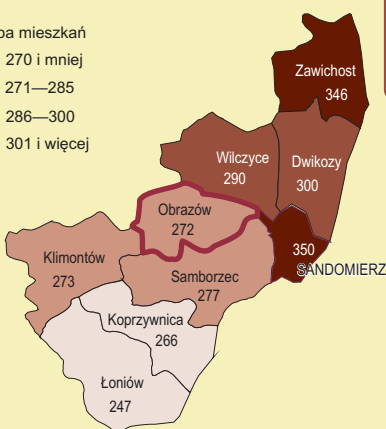 mieszkań
270 i mniej
271—285
286—300
301 i więcej
Zawichost
346
Wilczyce
290
Dwikozy
300
Obrazów
272
350
SANDOMIERZ
Klimontów
273
Samborzec
277
Koprzywnica
266
Łoniów
247